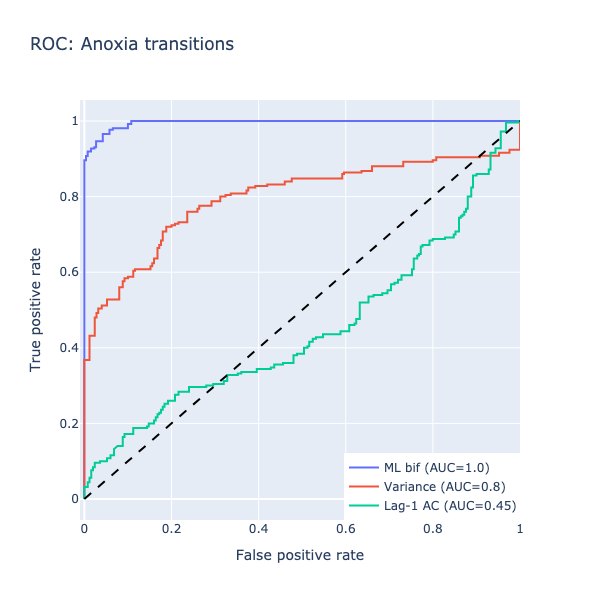 ROC: Anoxia transitions
True positive rate
1
0.8
0.6
0.4
0.2
0
ML bif (AUC=1.0)
Variance (AUC=0.8)
Lag-1 AC (AUC=0.45)
0 0.2 0.4 0.6 0.8 1
False positive rate